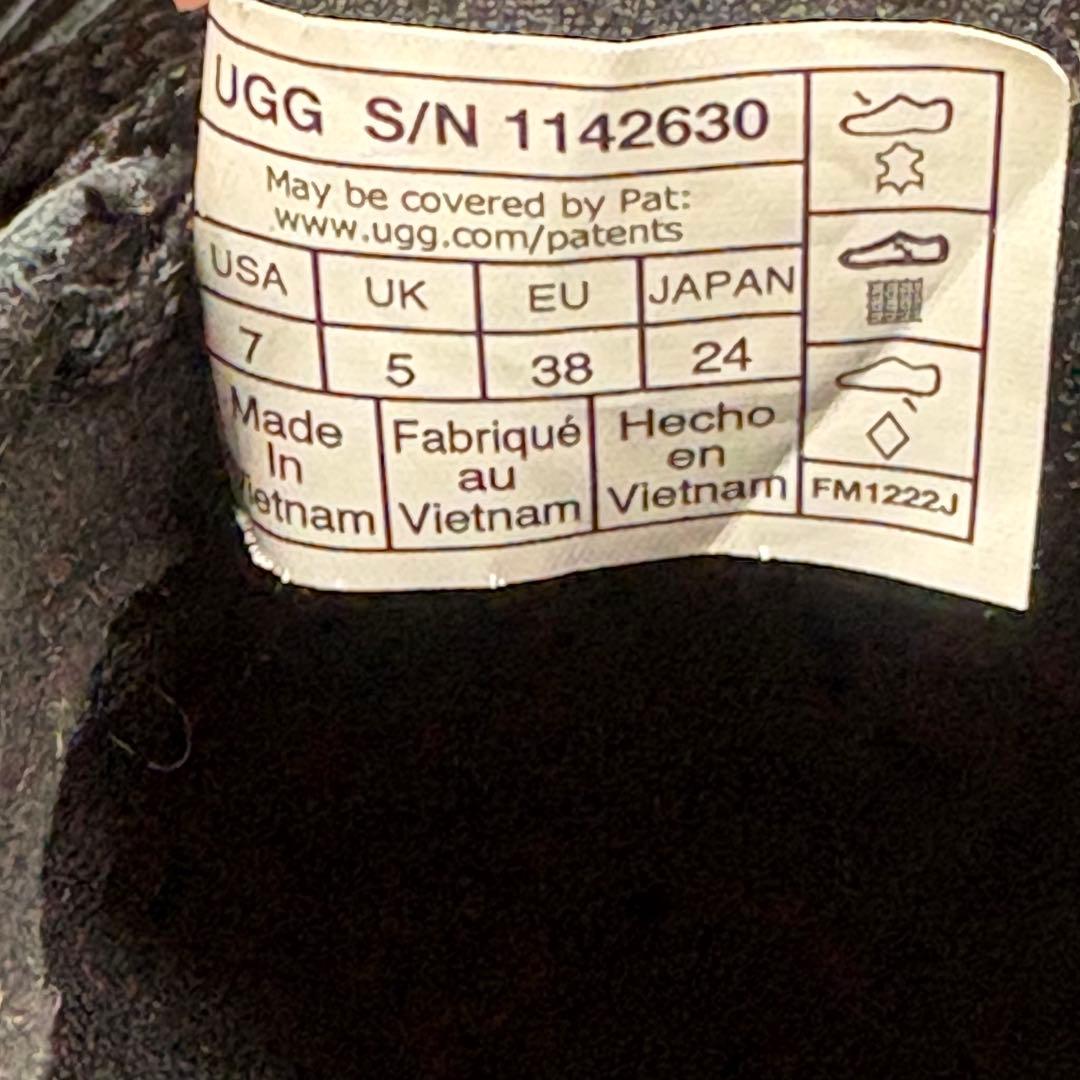 UGG S/N 1142630
May be covered by Pat:
www.ugg.com/patents
USA UK EU JAPAN
7 5 38 24
Made In Vietnam
Fabriqué au Vietnam
Hecho en Vietnam
FM1222J